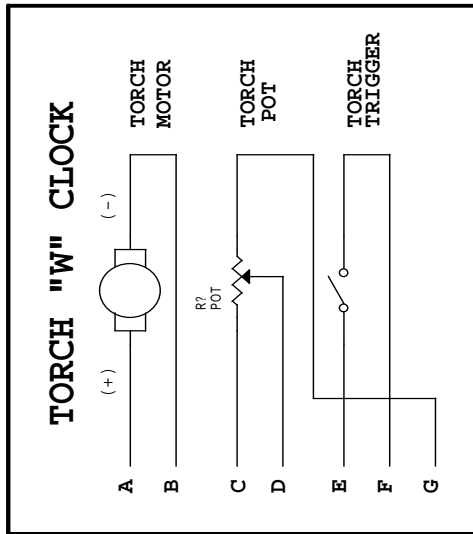 TORCH "W" CLOCK
(+)
(-)
TORCH
MOTOR
R?
POT
TORCH
POT
TORCH
TRIGGER
A
B
C
D
E
F
G